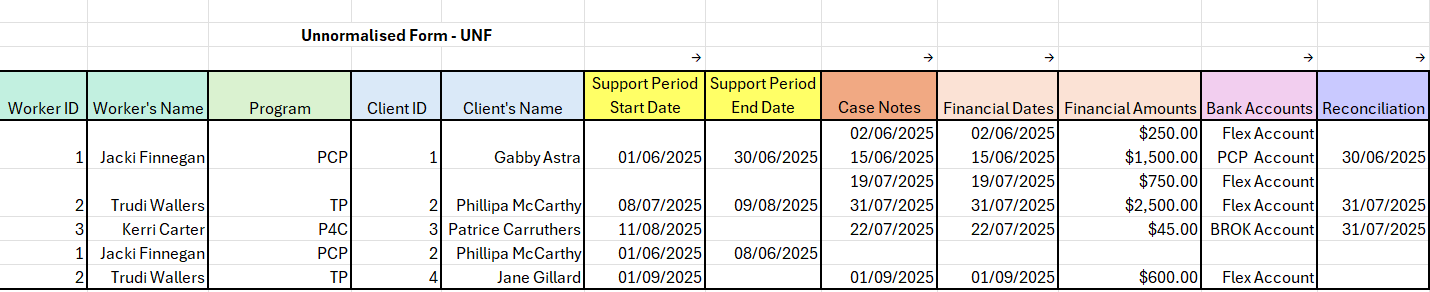 Unnormalised Form - UNF
→ → → → →
Support Period Support Period
Worker ID Worker's Name Program Client ID Client's Name Start Date End Date Case Notes Financial Dates Financial Amounts Bank Accounts Reconciliation
02/06/2025 02/06/2025 $250.00 Flex Account
1 Jacki Finnegan PCP 1 Gabby Astra 01/06/2025 30/06/2025 15/06/2025 15/06/2025 $1,500.00 PCP Account 30/06/2025
19/07/2025 19/07/2025 $750.00 Flex Account
2 Trudi Wallers TP 2 Phillipa McCarthy 08/07/2025 09/08/2025 31/07/2025 31/07/2025 $2,500.00 Flex Account 31/07/2025
3 Kerri Carter P4C 3 Patrice Carruthers 11/08/2025 22/07/2025 22/07/2025 $45.00 BROK Account 31/07/2025
1 Jacki Finnegan PCP 2 Phillipa McCarthy 01/06/2025 08/06/2025
2 Trudi Wallers TP 4 Jane Gillard 01/09/2025 01/09/2025 01/09/2025 $600.00 Flex Account